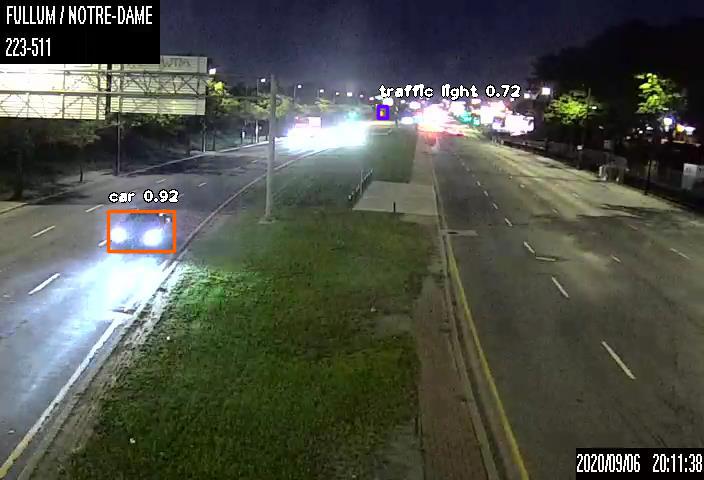 FULLUM / NOTRE-DAME
223-511
traffic light 0.72
car 0.92
2020/09/06 20:11:38